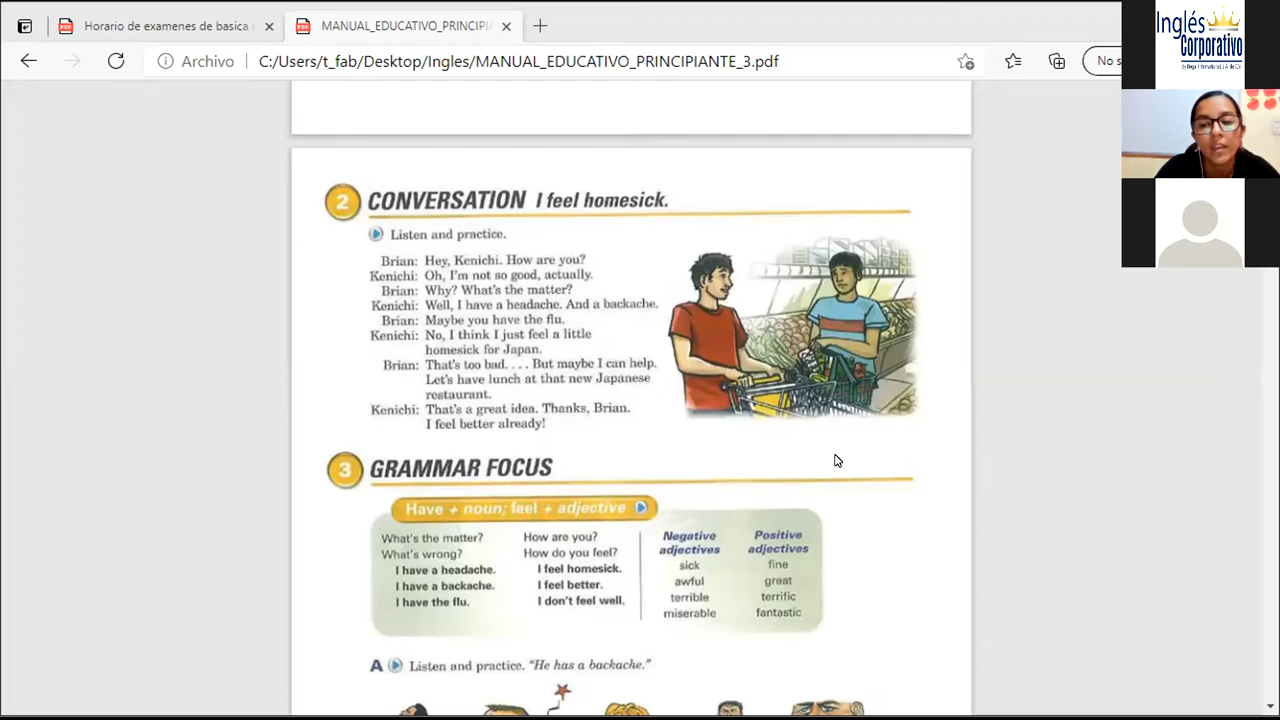 Horario de examenes de basica
MANUAL_EDUCATIVO_PRINCIPI
Archivo
C:/Users/t_fab/Desktop/Ingles/MANUAL_EDUCATIVO_PRINCIPIANTE_3.pdf
No s
Inglés
Corporativo
2 CONVERSATION I feel homesick.
Listen and practice.
Brian: Hey, Kenichi. How are you?
Kenichi: Oh, I'm not so good, actually.
Brian: Why? What's the matter?
Kenichi: Well, I have a headache. And a backache.
Brian: Maybe you have the flu.
Kenichi: No, I think I just feel a little
homesick for Japan.
Brian: That's too bad. . . . But maybe I can help.
Let's have lunch at that new Japanese
restaurant.
Kenichi: That's a great idea. Thanks, Brian.
I feel better already!
3 GRAMMAR FOCUS
Have + noun; feel + adjective
What's the matter?
What's wrong?
I have a headache.
I have a backache.
I have the flu.
How are you?
How do you feel?
I feel homesick.
I feel better.
I don't feel well.
Negative
adjectives
sick
awful
terrible
miserable
Positive
adjectives
fine
great
terrific
fantastic
A Listen and practice. "He has a backache."